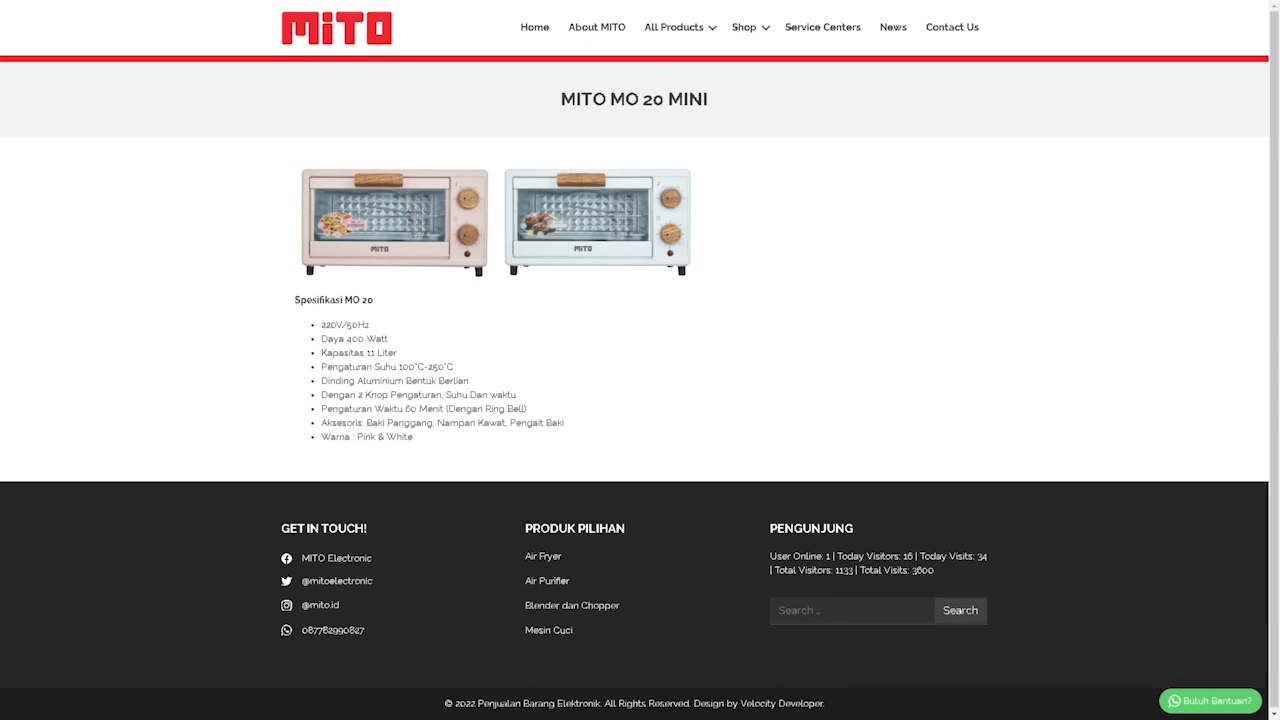 MITO
Home About MITO All Products Shop Service Centers News Contact Us
MITO MO 20 MINI
MITO
MITO
Spesifikasi MO 20
220V/50Hz
Daya 400 Watt
Kapasitas 11 Liter
Pengaturan Suhu 100°C-250°C
Dinding Aluminium Bentuk Berlian
Dengan 2 Knop Pengaturan, Suhu Dan waktu
Pengaturan Waktu 60 Menit (Dengan Ring Bell)
Aksesoris: Baki Panggang, Nampan Kawat, Pengait Baki
Warna : Pink & White
GET IN TOUCH!
MITO Electronic
@mitoelectronic
@mito.id
087782990827
PRODUK PILIHAN
Air Fryer
Air Purifier
Blender dan Chopper
Mesin Cuci
PENGUNJUNG
User Online: 1 | Today Visitors: 16 | Today Visits: 34
| Total Visitors: 1133 | Total Visits: 3600
Search …
Search
© 2022 Penjualan Barang Elektronik. All Rights Reserved. Design by Velocity Developer.
Butuh Bantuan?